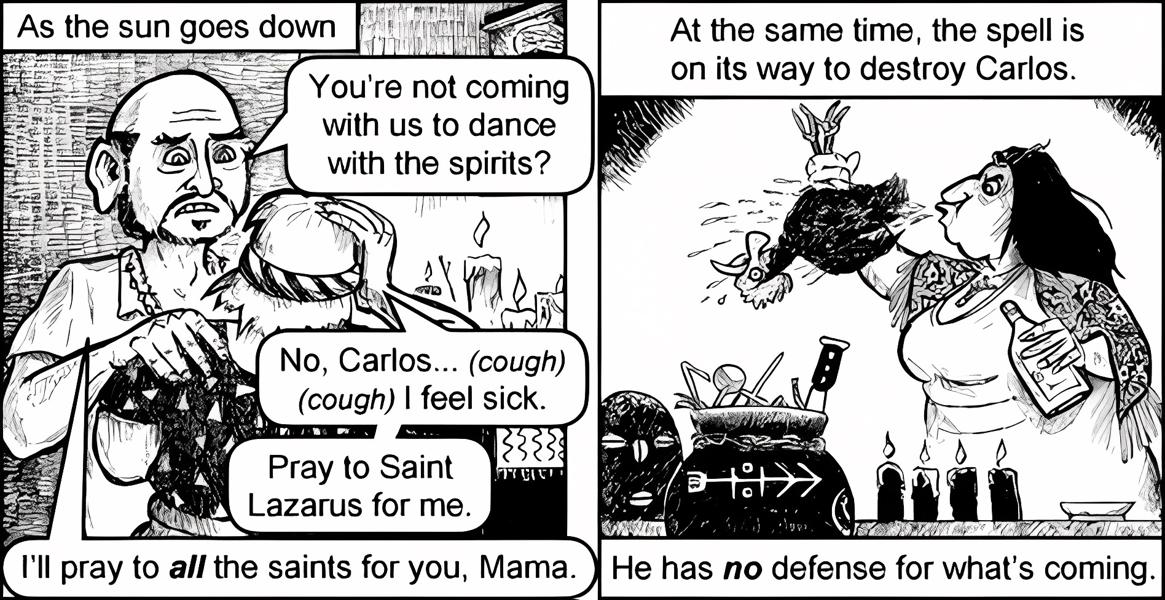 As the sun goes down
You're not coming
with us to dance
with the spirits?
No, Carlos... (cough)
(cough) I feel sick.
Pray to Saint
Lazarus for me.
I'll pray to all the saints for you, Mama.
At the same time, the spell is
on its way to destroy Carlos.
He has no defense for what's coming.